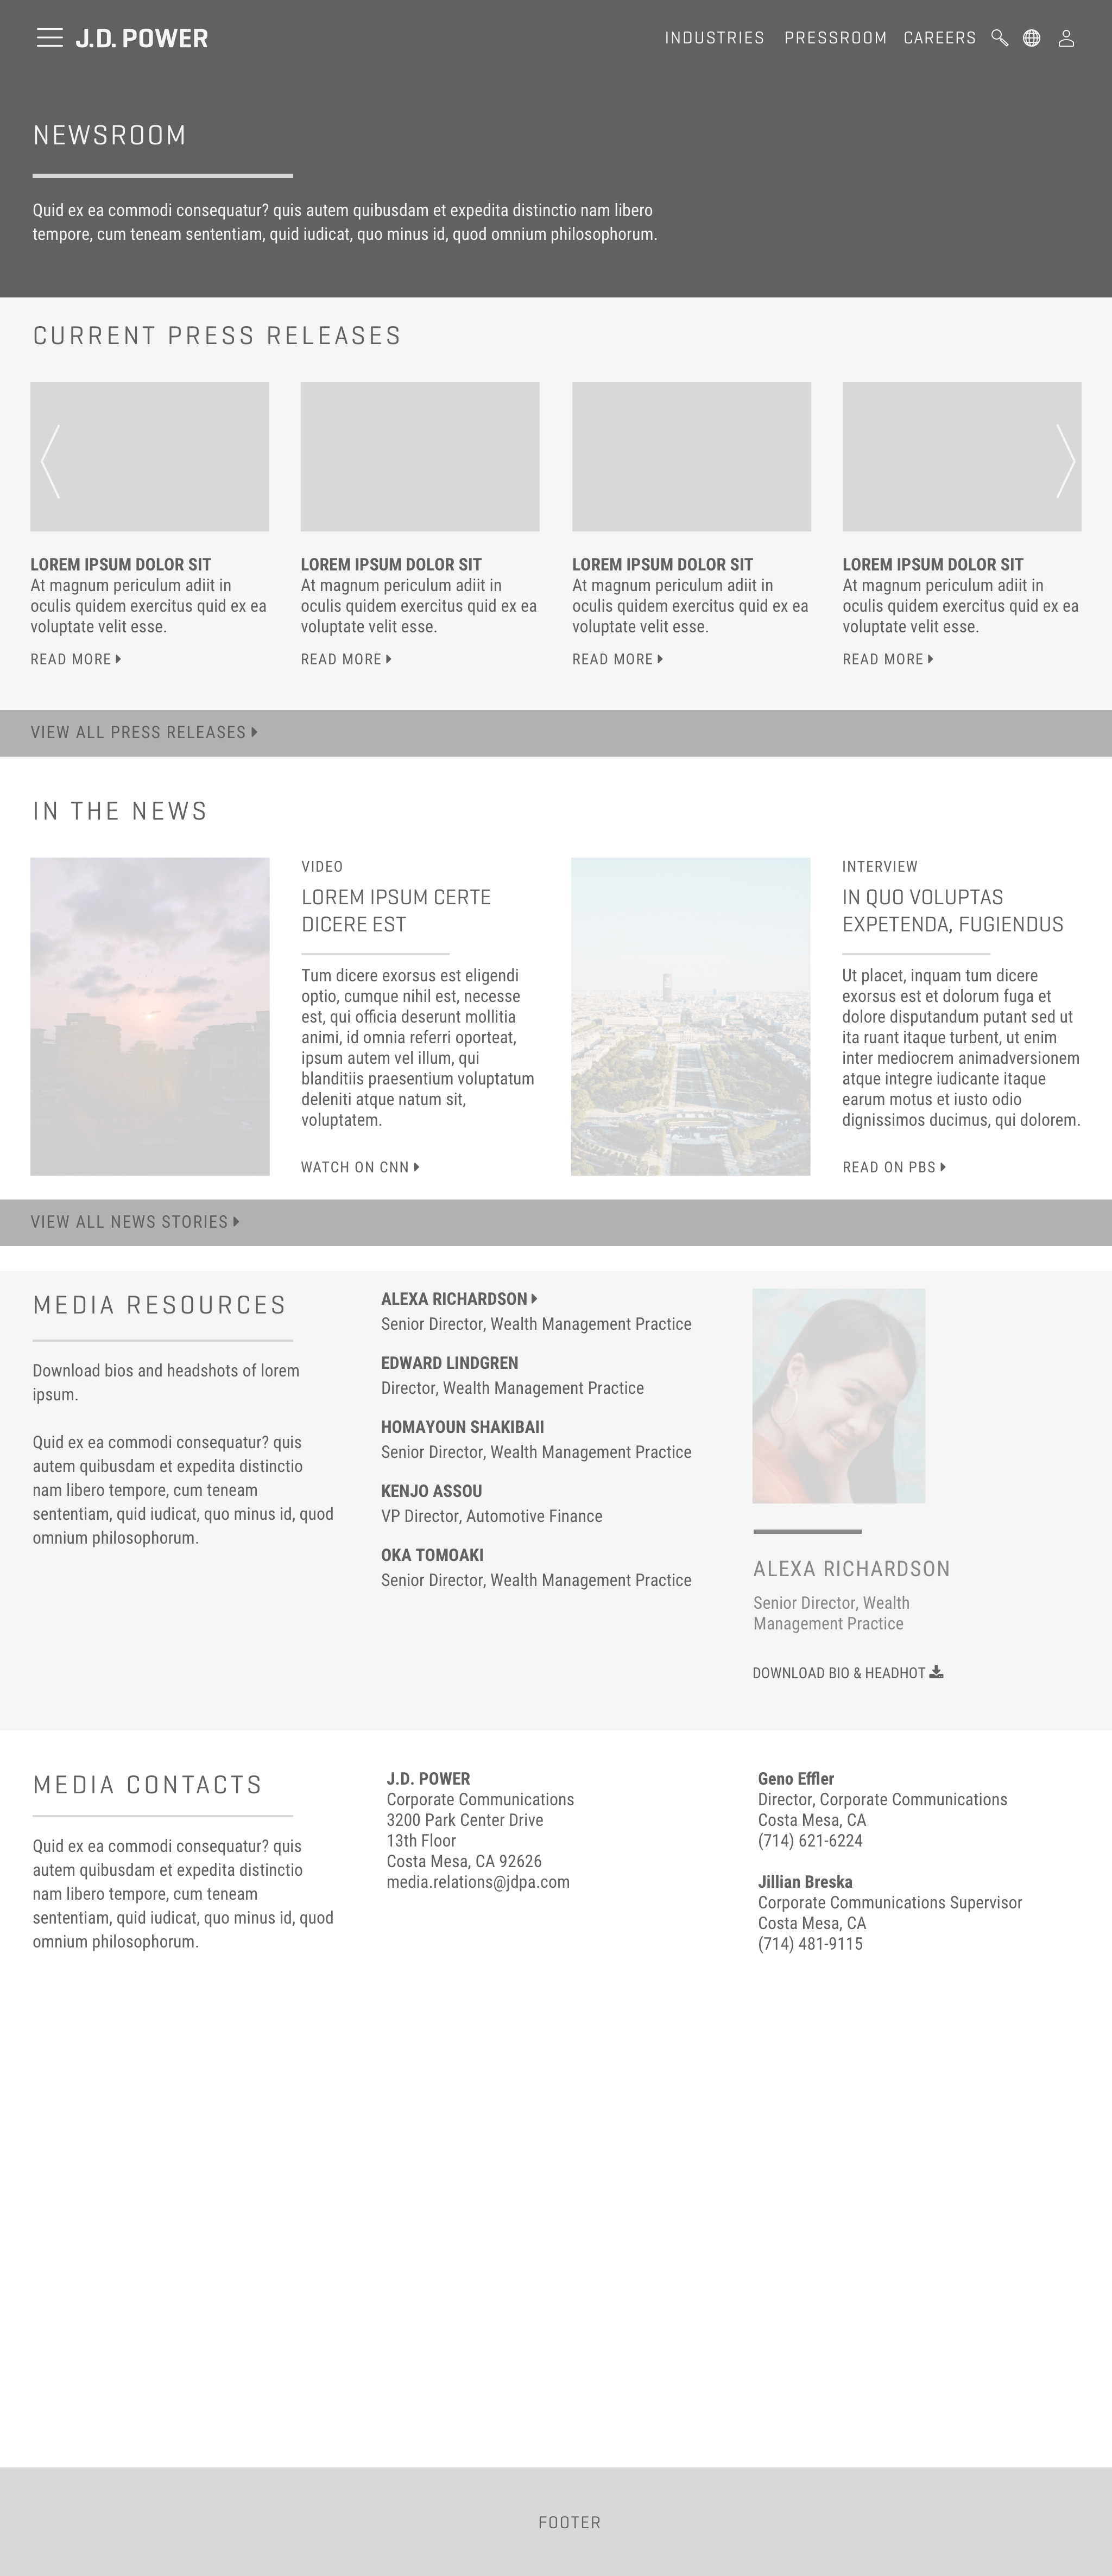 J.D. POWER
INDUSTRIES PRESSROOM CAREERS
NEWSROOM
Quid ex ea commodi consequatur? quis autem quibusdam et expedita distinctio nam libero
tempore, cum teneam sententiam, quid iudicat, quo minus id, quod omnium philosophorum.
CURRENT PRESS RELEASES
LOREM IPSUM DOLOR SIT
At magnum periculum adiit in
oculis quidem exercitus quid ex ea
voluptate velit esse.
READ MORE
LOREM IPSUM DOLOR SIT
At magnum periculum adiit in
oculis quidem exercitus quid ex ea
voluptate velit esse.
READ MORE
LOREM IPSUM DOLOR SIT
At magnum periculum adiit in
oculis quidem exercitus quid ex ea
voluptate velit esse.
READ MORE
LOREM IPSUM DOLOR SIT
At magnum periculum adiit in
oculis quidem exercitus quid ex ea
voluptate velit esse.
READ MORE
VIEW ALL PRESS RELEASES
IN THE NEWS
VIDEO
LOREM IPSUM CERTE
DICERE EST
Tum dicere exorsus est eligendi
optio, cumque nihil est, necesse
est, qui officia deserunt mollitia
animi, id omnia referri oporteat,
ipsum autem vel illum, qui
blanditiis praesentium voluptatum
deleniti atque natum sit,
voluptatem.
WATCH ON CNN
INTERVIEW
IN QUO VOLUPTAS
EXPETENDA, FUGIENDUS
Ut placet, inquam tum dicere
exorsus est et dolorum fuga et
dolore disputandum putant sed ut
ita ruant itaque turbent, ut enim
inter mediocrem animadversionem
atque integre iudicante itaque
earum motus et iusto odio
dignissimos ducimus, qui dolorem.
READ ON PBS
VIEW ALL NEWS STORIES
MEDIA RESOURCES
Download bios and headshots of lorem
ipsum.
Quid ex ea commodi consequatur? quis
autem quibusdam et expedita distinctio
nam libero tempore, cum teneam
sententiam, quid iudicat, quo minus id, quod
omnium philosophorum.
ALEXA RICHARDSON
Senior Director, Wealth Management Practice
EDWARD LINDGREN
Director, Wealth Management Practice
HOMAYOUN SHAKIBAII
Senior Director, Wealth Management Practice
KENJO ASSOU
VP Director, Automotive Finance
OKA TOMOAKI
Senior Director, Wealth Management Practice
ALEXA RICHARDSON
Senior Director, Wealth
Management Practice
DOWNLOAD BIO & HEADHOT
MEDIA CONTACTS
Quid ex ea commodi consequatur? quis
autem quibusdam et expedita distinctio
nam libero tempore, cum teneam
sententiam, quid iudicat, quo minus id, quod
omnium philosophorum.
J.D. POWER
Corporate Communications
3200 Park Center Drive
13th Floor
Costa Mesa, CA 92626
media.relations@jdpa.com
Geno Effler
Director, Corporate Communications
Costa Mesa, CA
(714) 621-6224
Jillian Breska
Corporate Communications Supervisor
Costa Mesa, CA
(714) 481-9115
FOOTER